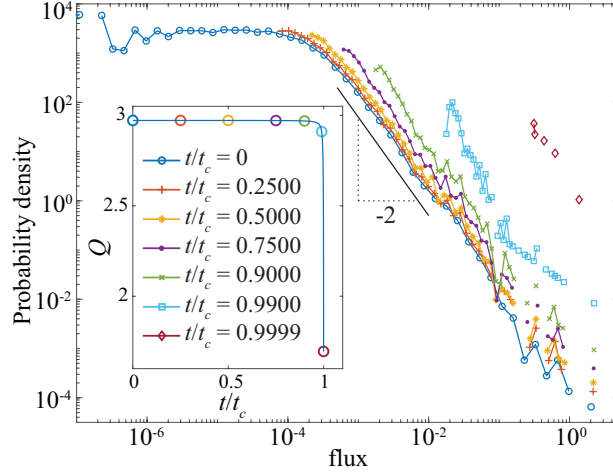 10^4
10^2
10^0
10^-2
10^-4
Probability density
10^-6
10^-4
10^-2
10^0
flux
-2
3
2.5
2
Q
0
0.5
1
t/t_c
t/t_c = 0
t/t_c = 0.2500
t/t_c = 0.5000
t/t_c = 0.7500
t/t_c = 0.9000
t/t_c = 0.9900
t/t_c = 0.9999